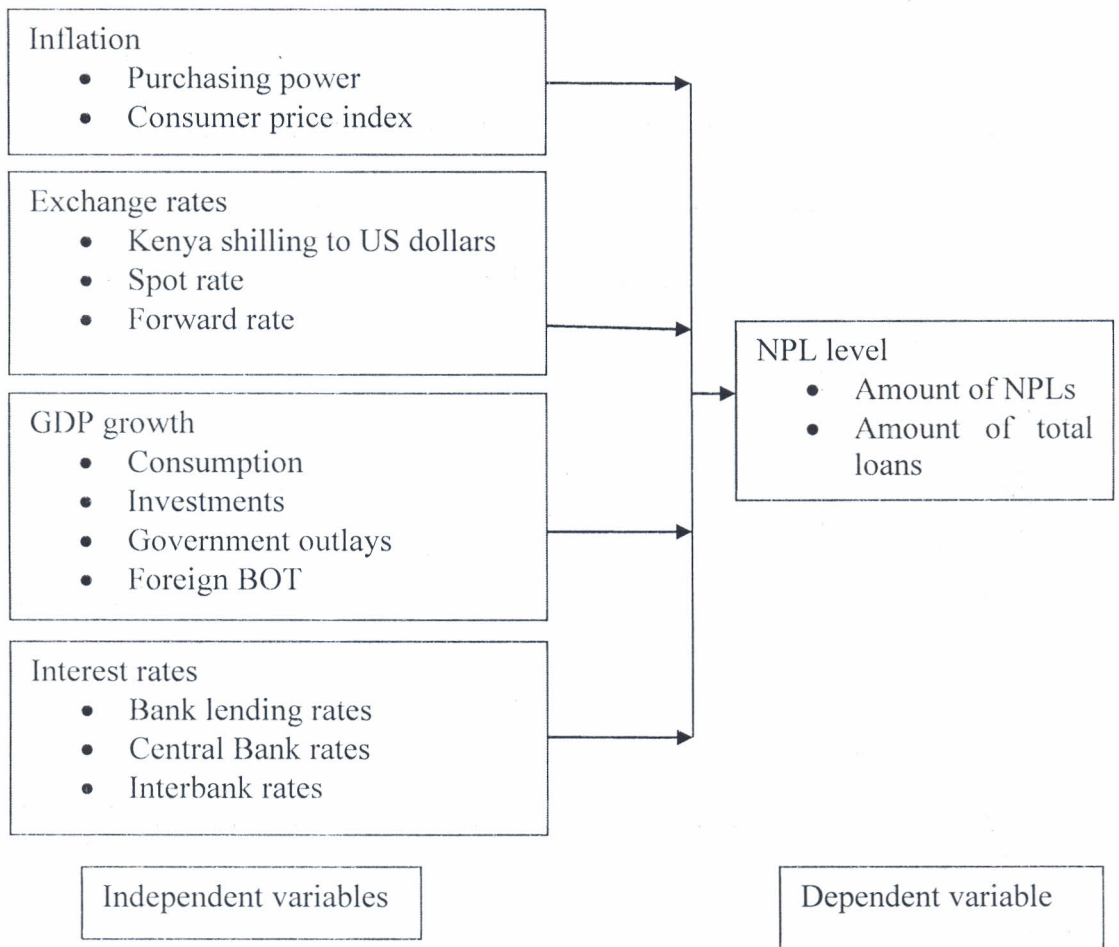 Inflation
• Purchasing power
• Consumer price index
Exchange rates
• Kenya shilling to US dollars
• Spot rate
• Forward rate
GDP growth
• Consumption
• Investments
• Government outlays
• Foreign BOT
Interest rates
• Bank lending rates
• Central Bank rates
• Interbank rates
NPL level
• Amount of NPLs
• Amount of total
loans
Independent variables
Dependent variable